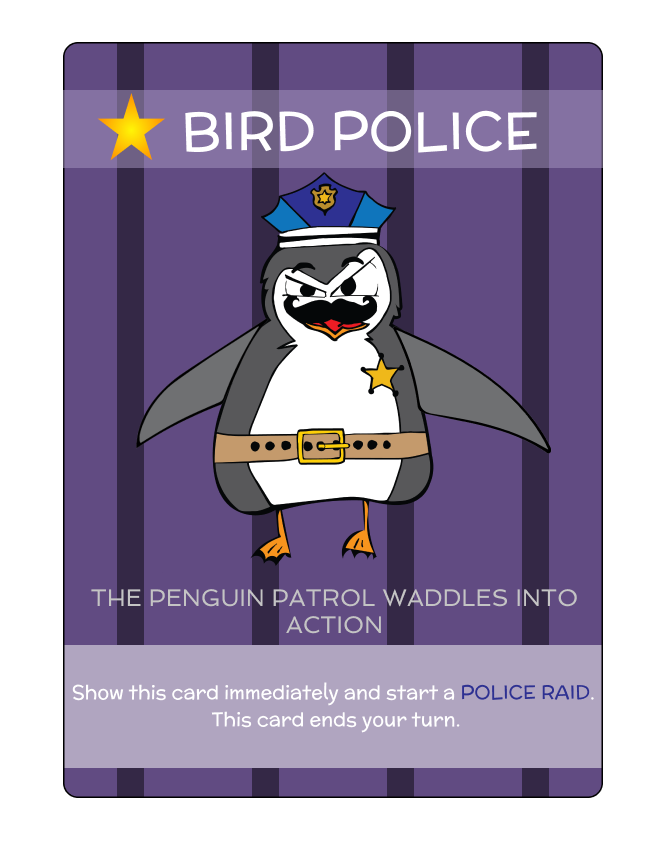 BIRD POLICE
THE PENGUIN PATROL WADDLES INTO
ACTION
Show this card immediately and start a POLICE RAID.
This card ends your turn.